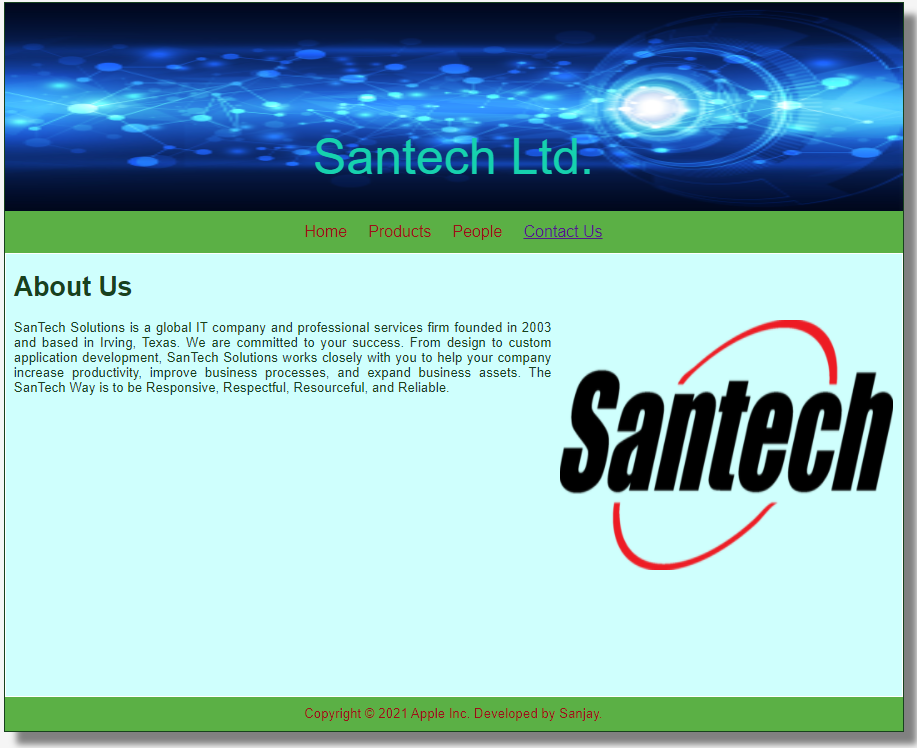 Santech Ltd.
Home Products People Contact Us
About Us
SanTech Solutions is a global IT company and professional services firm founded in 2003
and based in Irving, Texas. We are committed to your success. From design to custom
application development, SanTech Solutions works closely with you to help your company
increase productivity, improve business processes, and expand business assets. The
SanTech Way is to be Responsive, Respectful, Resourceful, and Reliable.
Santech
Copyright © 2021 Apple Inc. Developed by Sanjay.